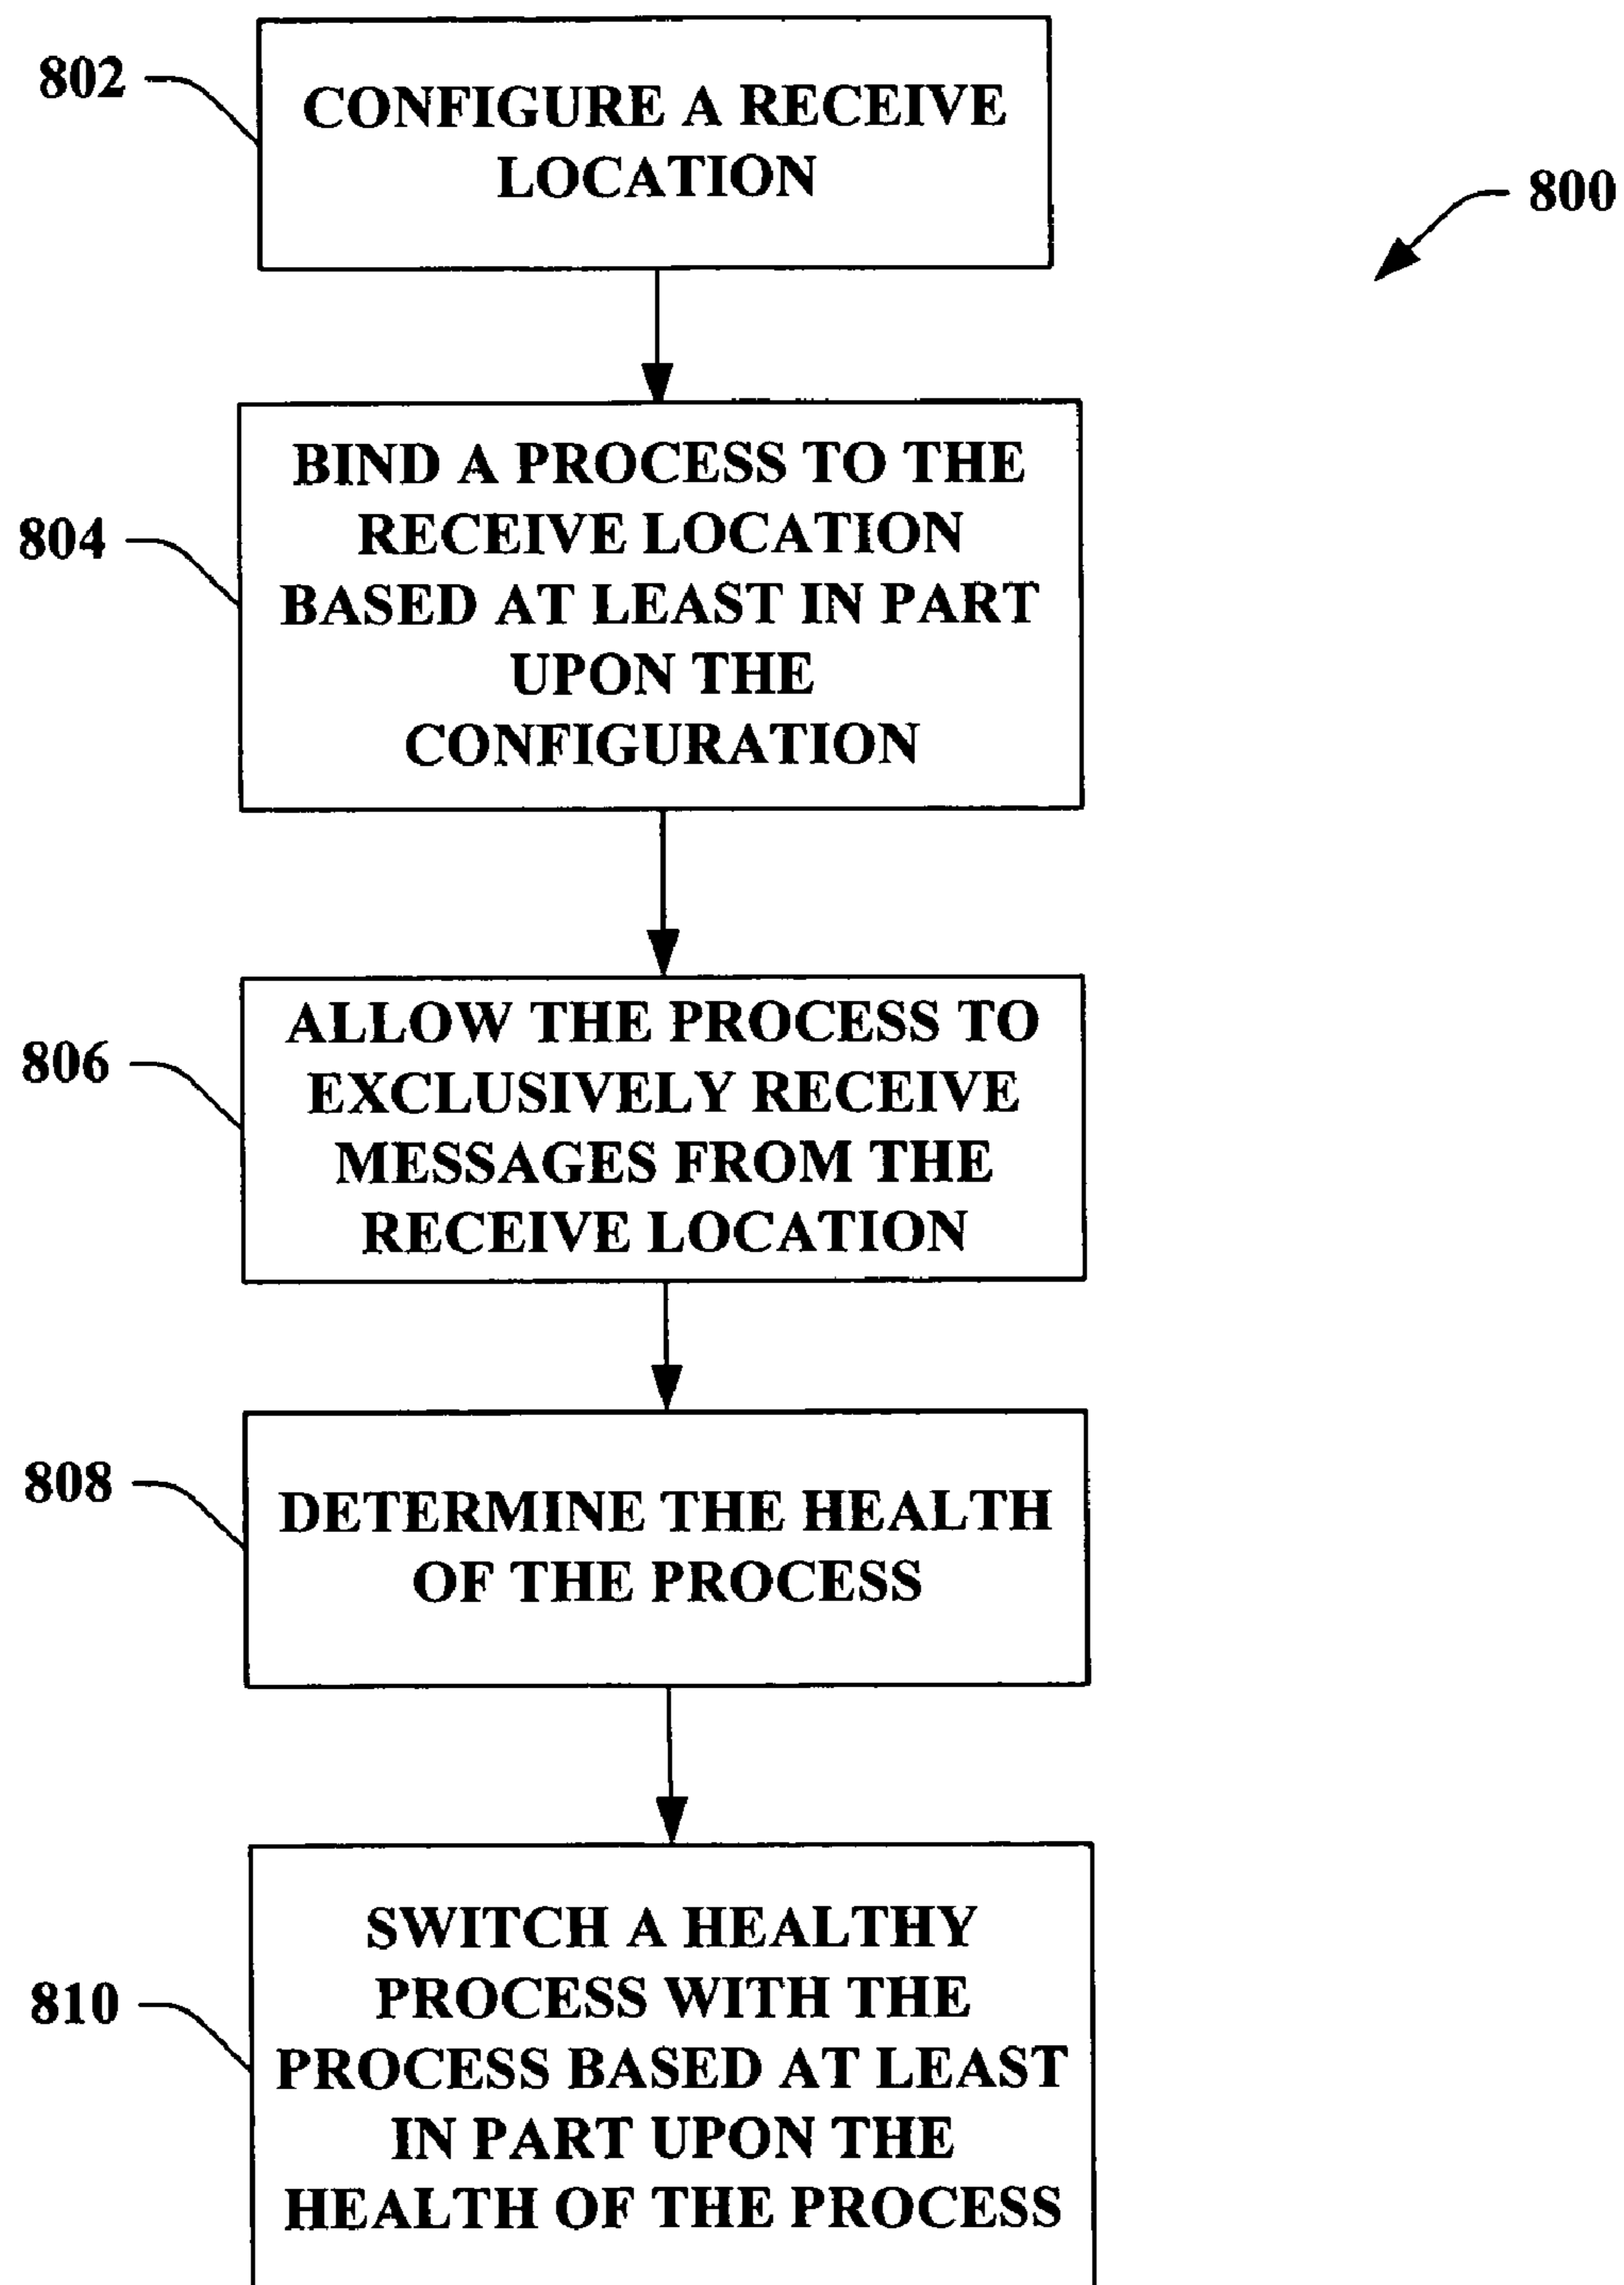 802
CONFIGURE A RECEIVE
LOCATION
800
804
BIND A PROCESS TO THE
RECEIVE LOCATION
BASED AT LEAST IN PART
UPON THE
CONFIGURATION
806
ALLOW THE PROCESS TO
EXCLUSIVELY RECEIVE
MESSAGES FROM THE
RECEIVE LOCATION
808
DETERMINE THE HEALTH
OF THE PROCESS
810
SWITCH A HEALTHY
PROCESS WITH THE
PROCESS BASED AT LEAST
IN PART UPON THE
HEALTH OF THE PROCESS